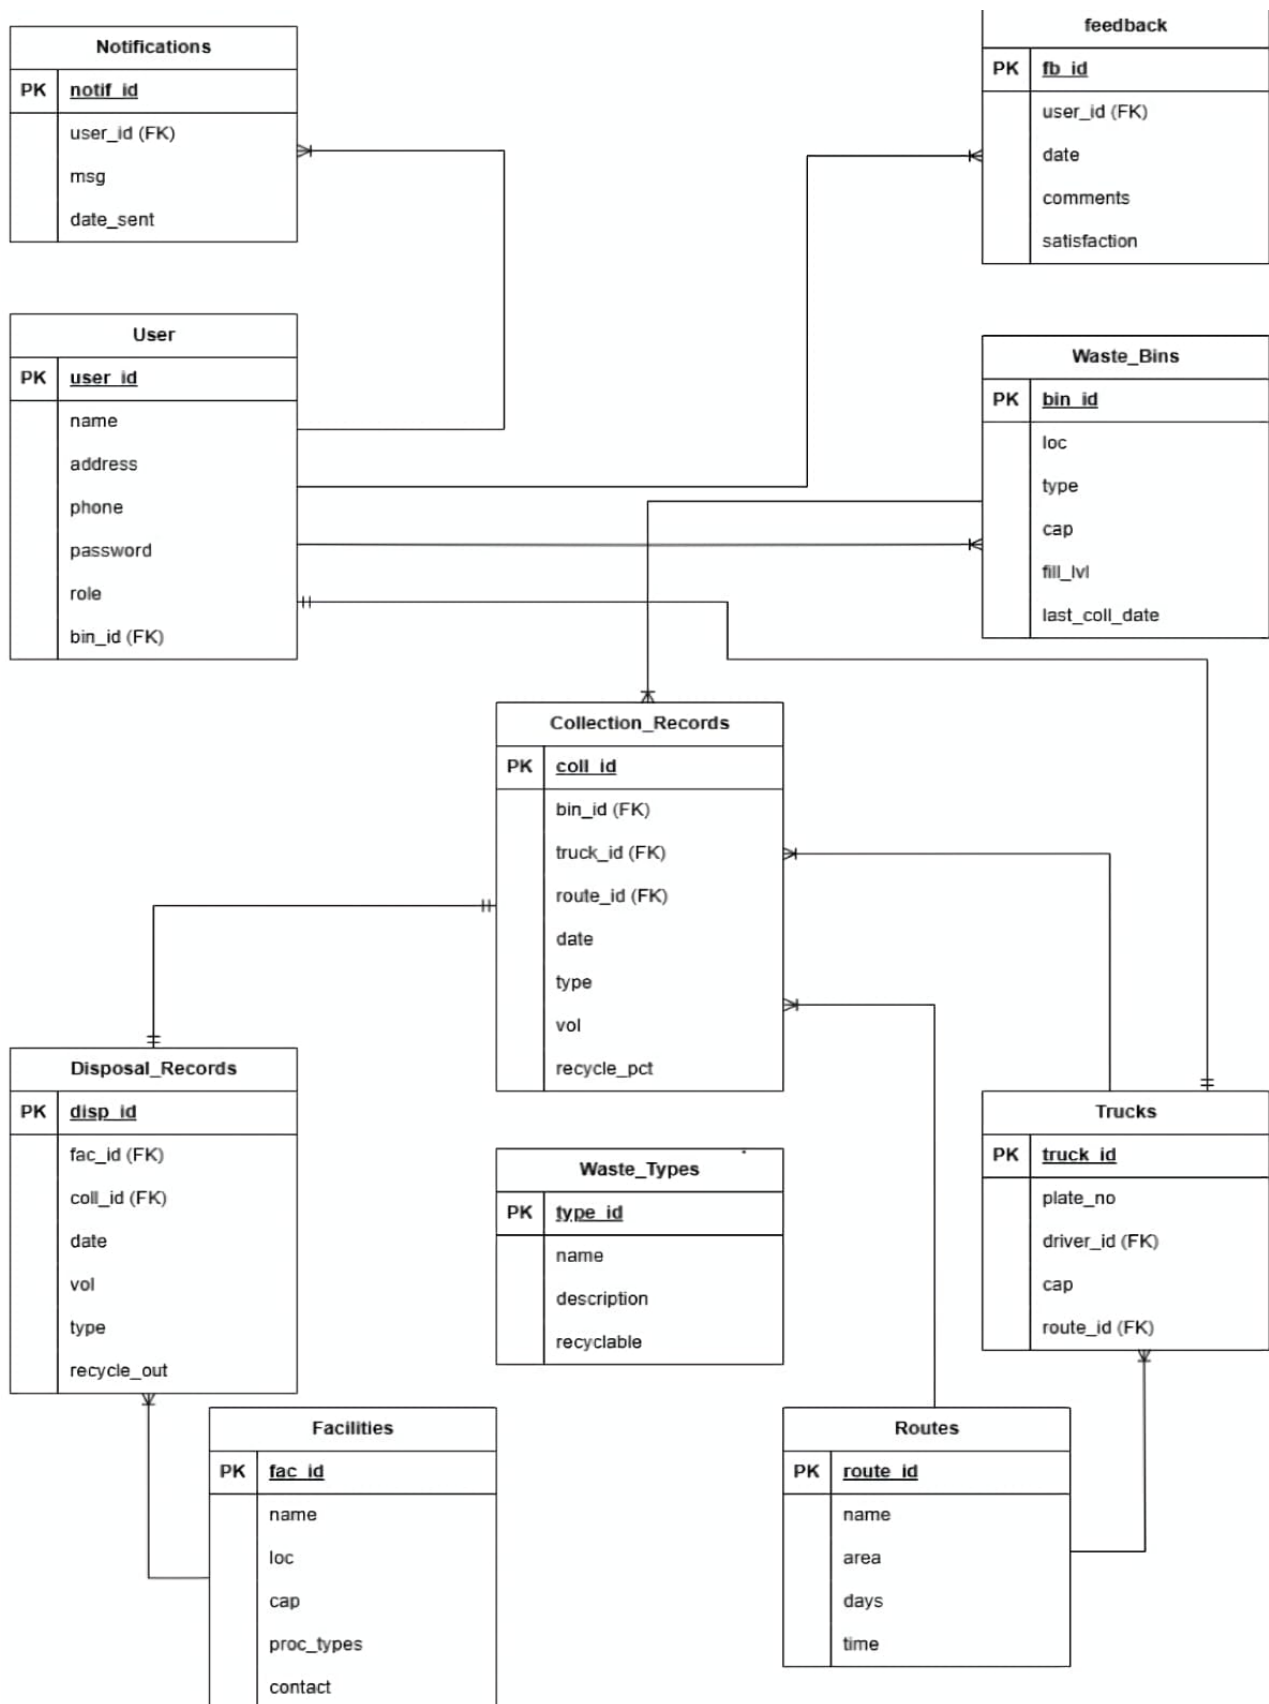 Notifications
PK notif_id
user_id (FK)
msg
date_sent
feedback
PK fb_id
user_id (FK)
date
comments
satisfaction
User
PK user_id
name
address
phone
password
role
bin_id (FK)
Waste_Bins
PK bin_id
loc
type
cap
fill_lvl
last_coll_date
Collection_Records
PK coll_id
bin_id (FK)
truck_id (FK)
route_id (FK)
date
type
vol
recycle_pct
Disposal_Records
PK disp_id
fac_id (FK)
coll_id (FK)
date
vol
type
recycle_out
Waste_Types
PK type_id
name
description
recyclable
Trucks
PK truck_id
plate_no
driver_id (FK)
cap
route_id (FK)
Facilities
PK fac_id
name
loc
cap
proc_types
contact
Routes
PK route_id
name
area
days
time